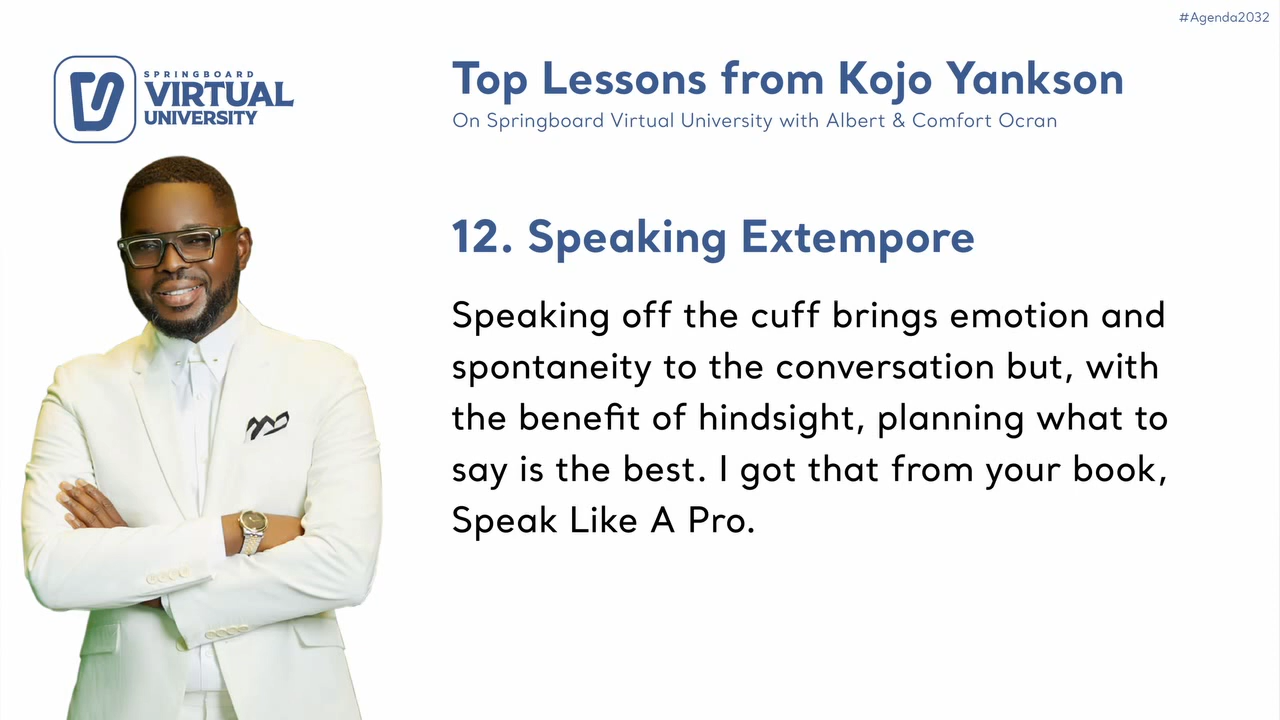 #Agenda2032
SPRINGBOARD
VIRTUAL
UNIVERSITY
Top Lessons from Kojo Yankson
On Springboard Virtual University with Albert & Comfort Ocran
12. Speaking Extempore
Speaking off the cuff brings emotion and
spontaneity to the conversation but, with
the benefit of hindsight, planning what to
say is the best. I got that from your book,
Speak Like A Pro.